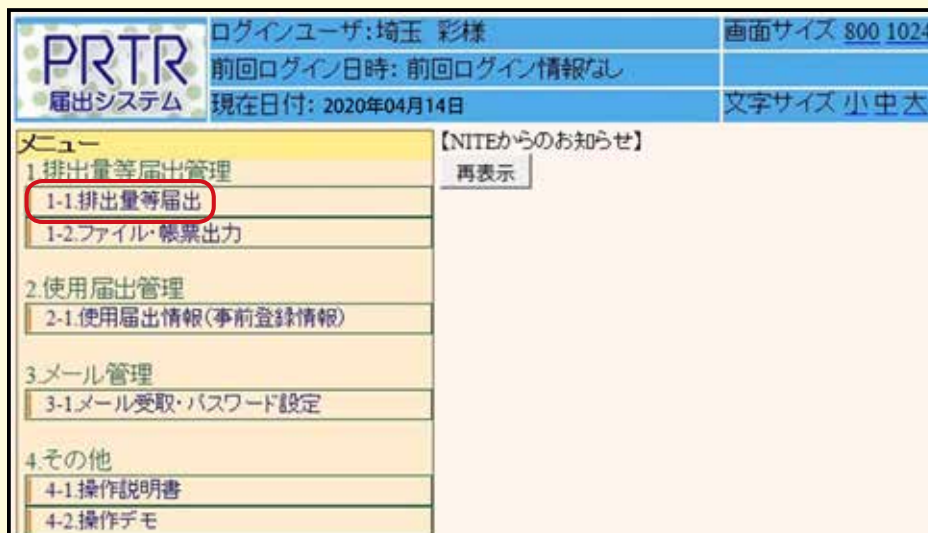 PRTR
届出システム
ログインユーザ:埼玉 彩様
画面サイズ 800 1024
前回ログイン日時: 前回ログイン情報なし
現在日付: 2020年04月14日
文字サイズ 小 中 大
メニュー
1.排出量等届出管理
1-1.排出量等届出
1-2.ファイル・帳票出力
2.使用届出管理
2-1.使用届出情報(事前登録情報)
3.メール管理
3-1.メール受取・パスワード設定
4.その他
4-1.操作説明書
4-2.操作デモ
【NITEからのお知らせ】
再表示